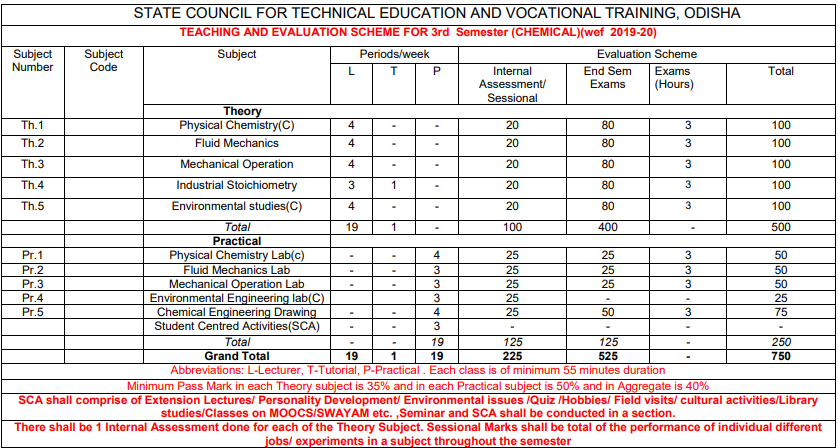 STATE COUNCIL FOR TECHNICAL EDUCATION AND VOCATIONAL TRAINING, ODISHA
TEACHING AND EVALUATION SCHEME FOR 3rd Semester (CHEMICAL)(wef 2019-20)
Subject Number Subject Code Subject Periods/week Evaluation Scheme
L T P Internal Assessment/ Sessional End Sem Exams Exams (Hours) Total
Theory
Th.1 Physical Chemistry(C) 4 - - 20 80 3 100
Th.2 Fluid Mechanics 4 - - 20 80 3 100
Th.3 Mechanical Operation 4 - - 20 80 3 100
Th.4 Industrial Stoichiometry 3 1 - 20 80 3 100
Th.5 Environmental studies(C) 4 - - 20 80 3 100
Total 19 1 - 100 400 - 500
Practical
Pr.1 Physical Chemistry Lab(c) - - 4 25 25 3 50
Pr.2 Fluid Mechanics Lab - - 3 25 25 3 50
Pr.3 Mechanical Operation Lab - - 3 25 25 3 50
Pr.4 Environmental Engineering lab(C) 3 25 - - 25
Pr.5 Chemical Engineering Drawing - - 4 25 50 3 75
Student Centred Activities(SCA) 3 - - - -
Total - - 19 125 125 - 250
Grand Total 19 1 19 225 525 - 750
Abbreviations: L-Lecturer, T-Tutorial, P-Practical . Each class is of minimum 55 minutes duration
Minimum Pass Mark in each Theory subject is 35% and in each Practical subject is 50% and in Aggregate is 40%
SCA shall comprise of Extension Lectures/ Personality Development/ Environmental issues /Quiz /Hobbies/ Field visits/ cultural activities/Library
studies/Classes on MOOCS/SWAYAM etc. ,Seminar and SCA shall be conducted in a section.
There shall be 1 Internal Assessment done for each of the Theory Subject. Sessional Marks shall be total of the performance of individual different
jobs/ experiments in a subject throughout the semester